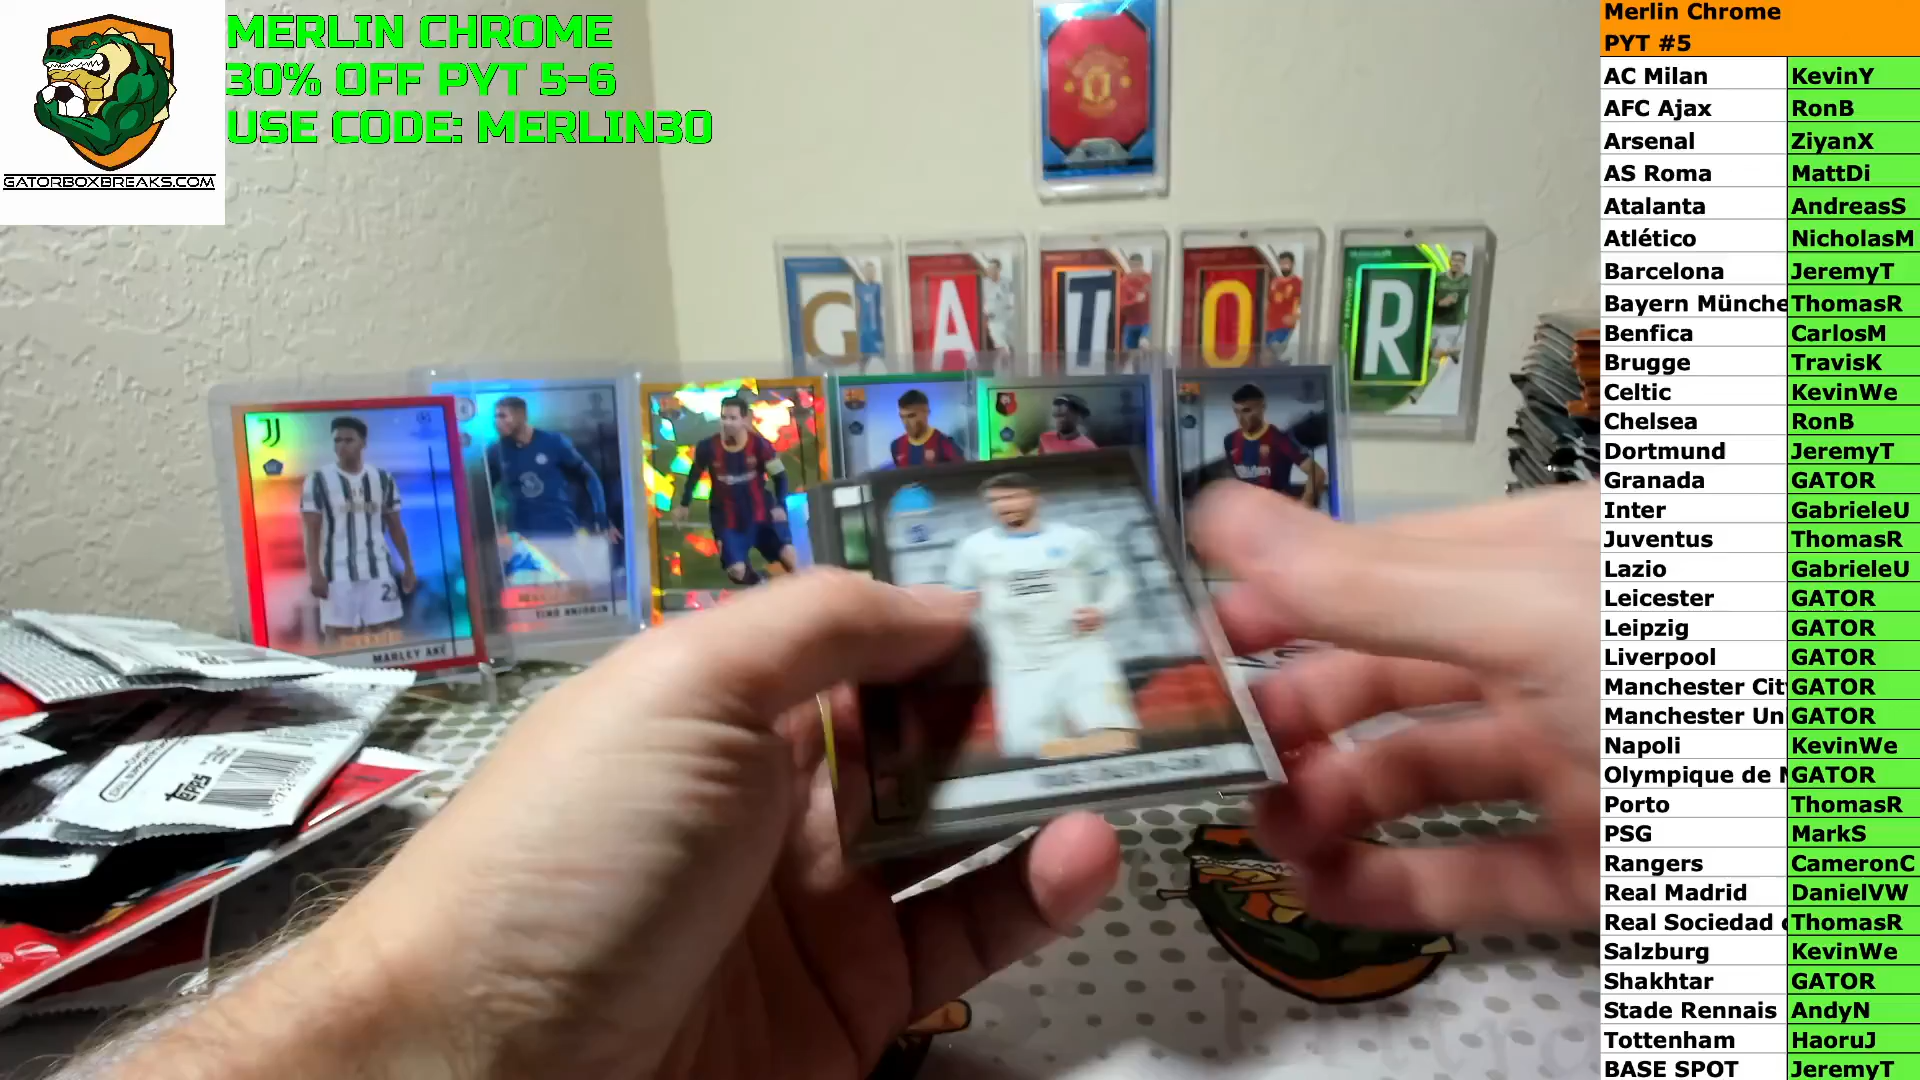 MERLIN CHROME
30% OFF PYT 5-6
USE CODE: MERLIN30
GATORBOXBREAKS.COM
G A T O R
MARLEY AKÉ
TINO ANJORIN
TOPPS
Merlin Chrome
PYT #5
AC Milan KevinY
AFC Ajax RonB
Arsenal ZiyanX
AS Roma MattDi
Atalanta AndreasS
Atlético NicholasM
Barcelona JeremyT
Bayern Münche ThomasR
Benfica CarlosM
Brugge TravisK
Celtic KevinWe
Chelsea RonB
Dortmund JeremyT
Granada GATOR
Inter GabrieleU
Juventus ThomasR
Lazio GabrieleU
Leicester GATOR
Leipzig GATOR
Liverpool GATOR
Manchester Cit GATOR
Manchester Un GATOR
Napoli KevinWe
Olympique de M GATOR
Porto ThomasR
PSG MarkS
Rangers CameronC
Real Madrid DanielVW
Real Sociedad ThomasR
Salzburg KevinWe
Shakhtar GATOR
Stade Rennais AndyN
Tottenham HaoruJ
BASE SPOT JeremyT